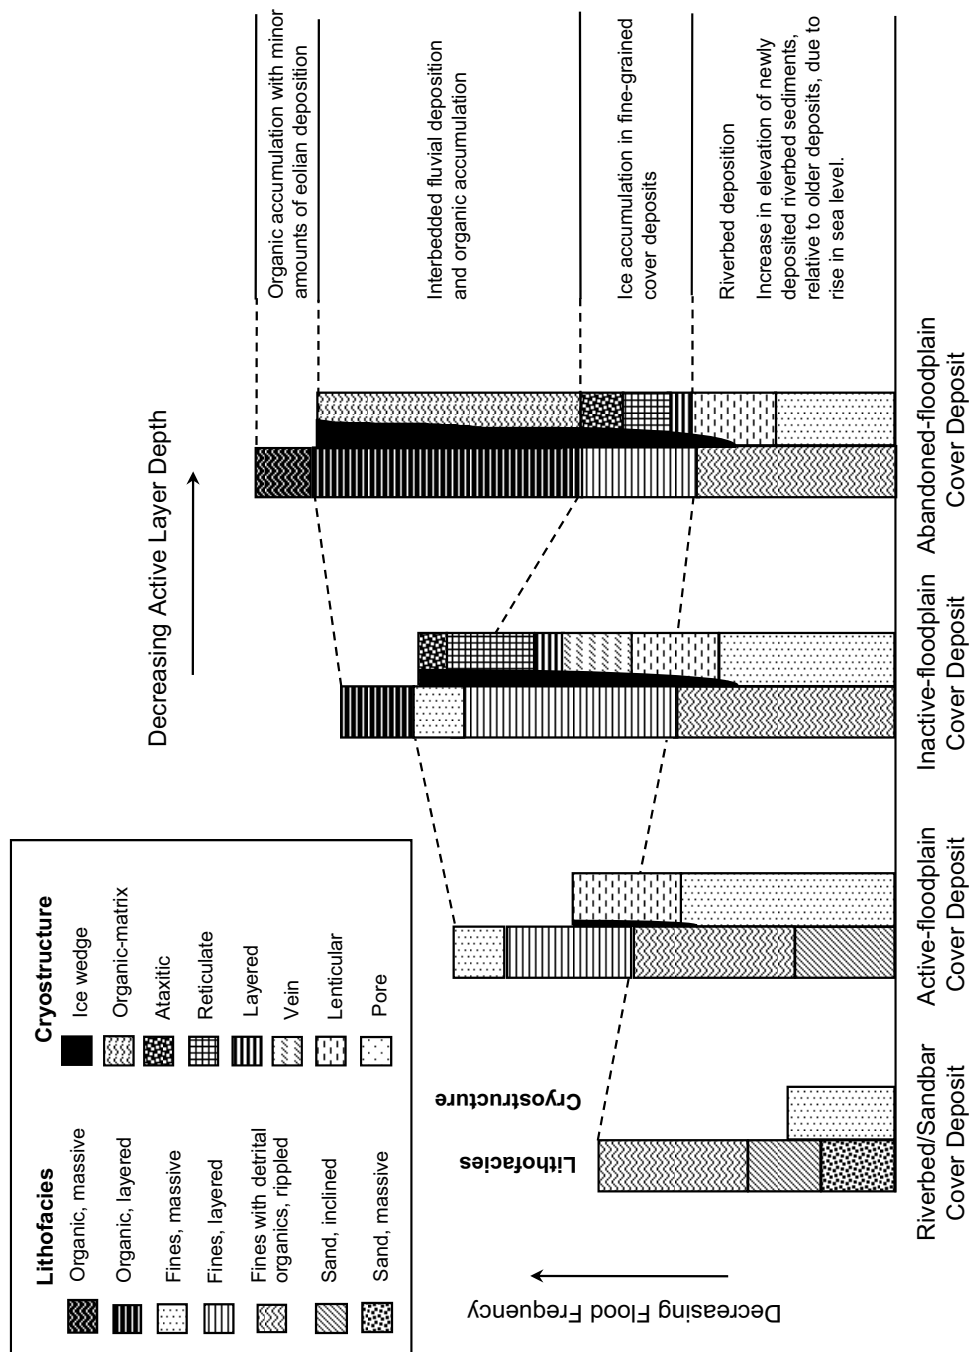 Decreasing Active Layer Depth
Lithofacies
Organic, massive
Organic, layered
Fines, massive
Fines, layered
Fines with detrital
organics, rippled
Sand, inclined
Sand, massive
Cryostructure
Ice wedge
Organic-matrix
Ataxitic
Reticulate
Layered
Vein
Lenticular
Pore
Organic accumulation with minor
amounts of eolian deposition
Interbedded fluvial deposition
and organic accumulation
Ice accumulation in fine-grained
cover deposits
Riverbed deposition
Increase in elevation of newly
deposited riverbed sediments,
relative to older deposits, due to
rise in sea level.
Decreasing Flood Frequency
Lithofacies
Cryostructure
Riverbed/Sandbar
Cover Deposit
Active-floodplain
Cover Deposit
Inactive-floodplain
Cover Deposit
Abandoned-floodplain
Cover Deposit